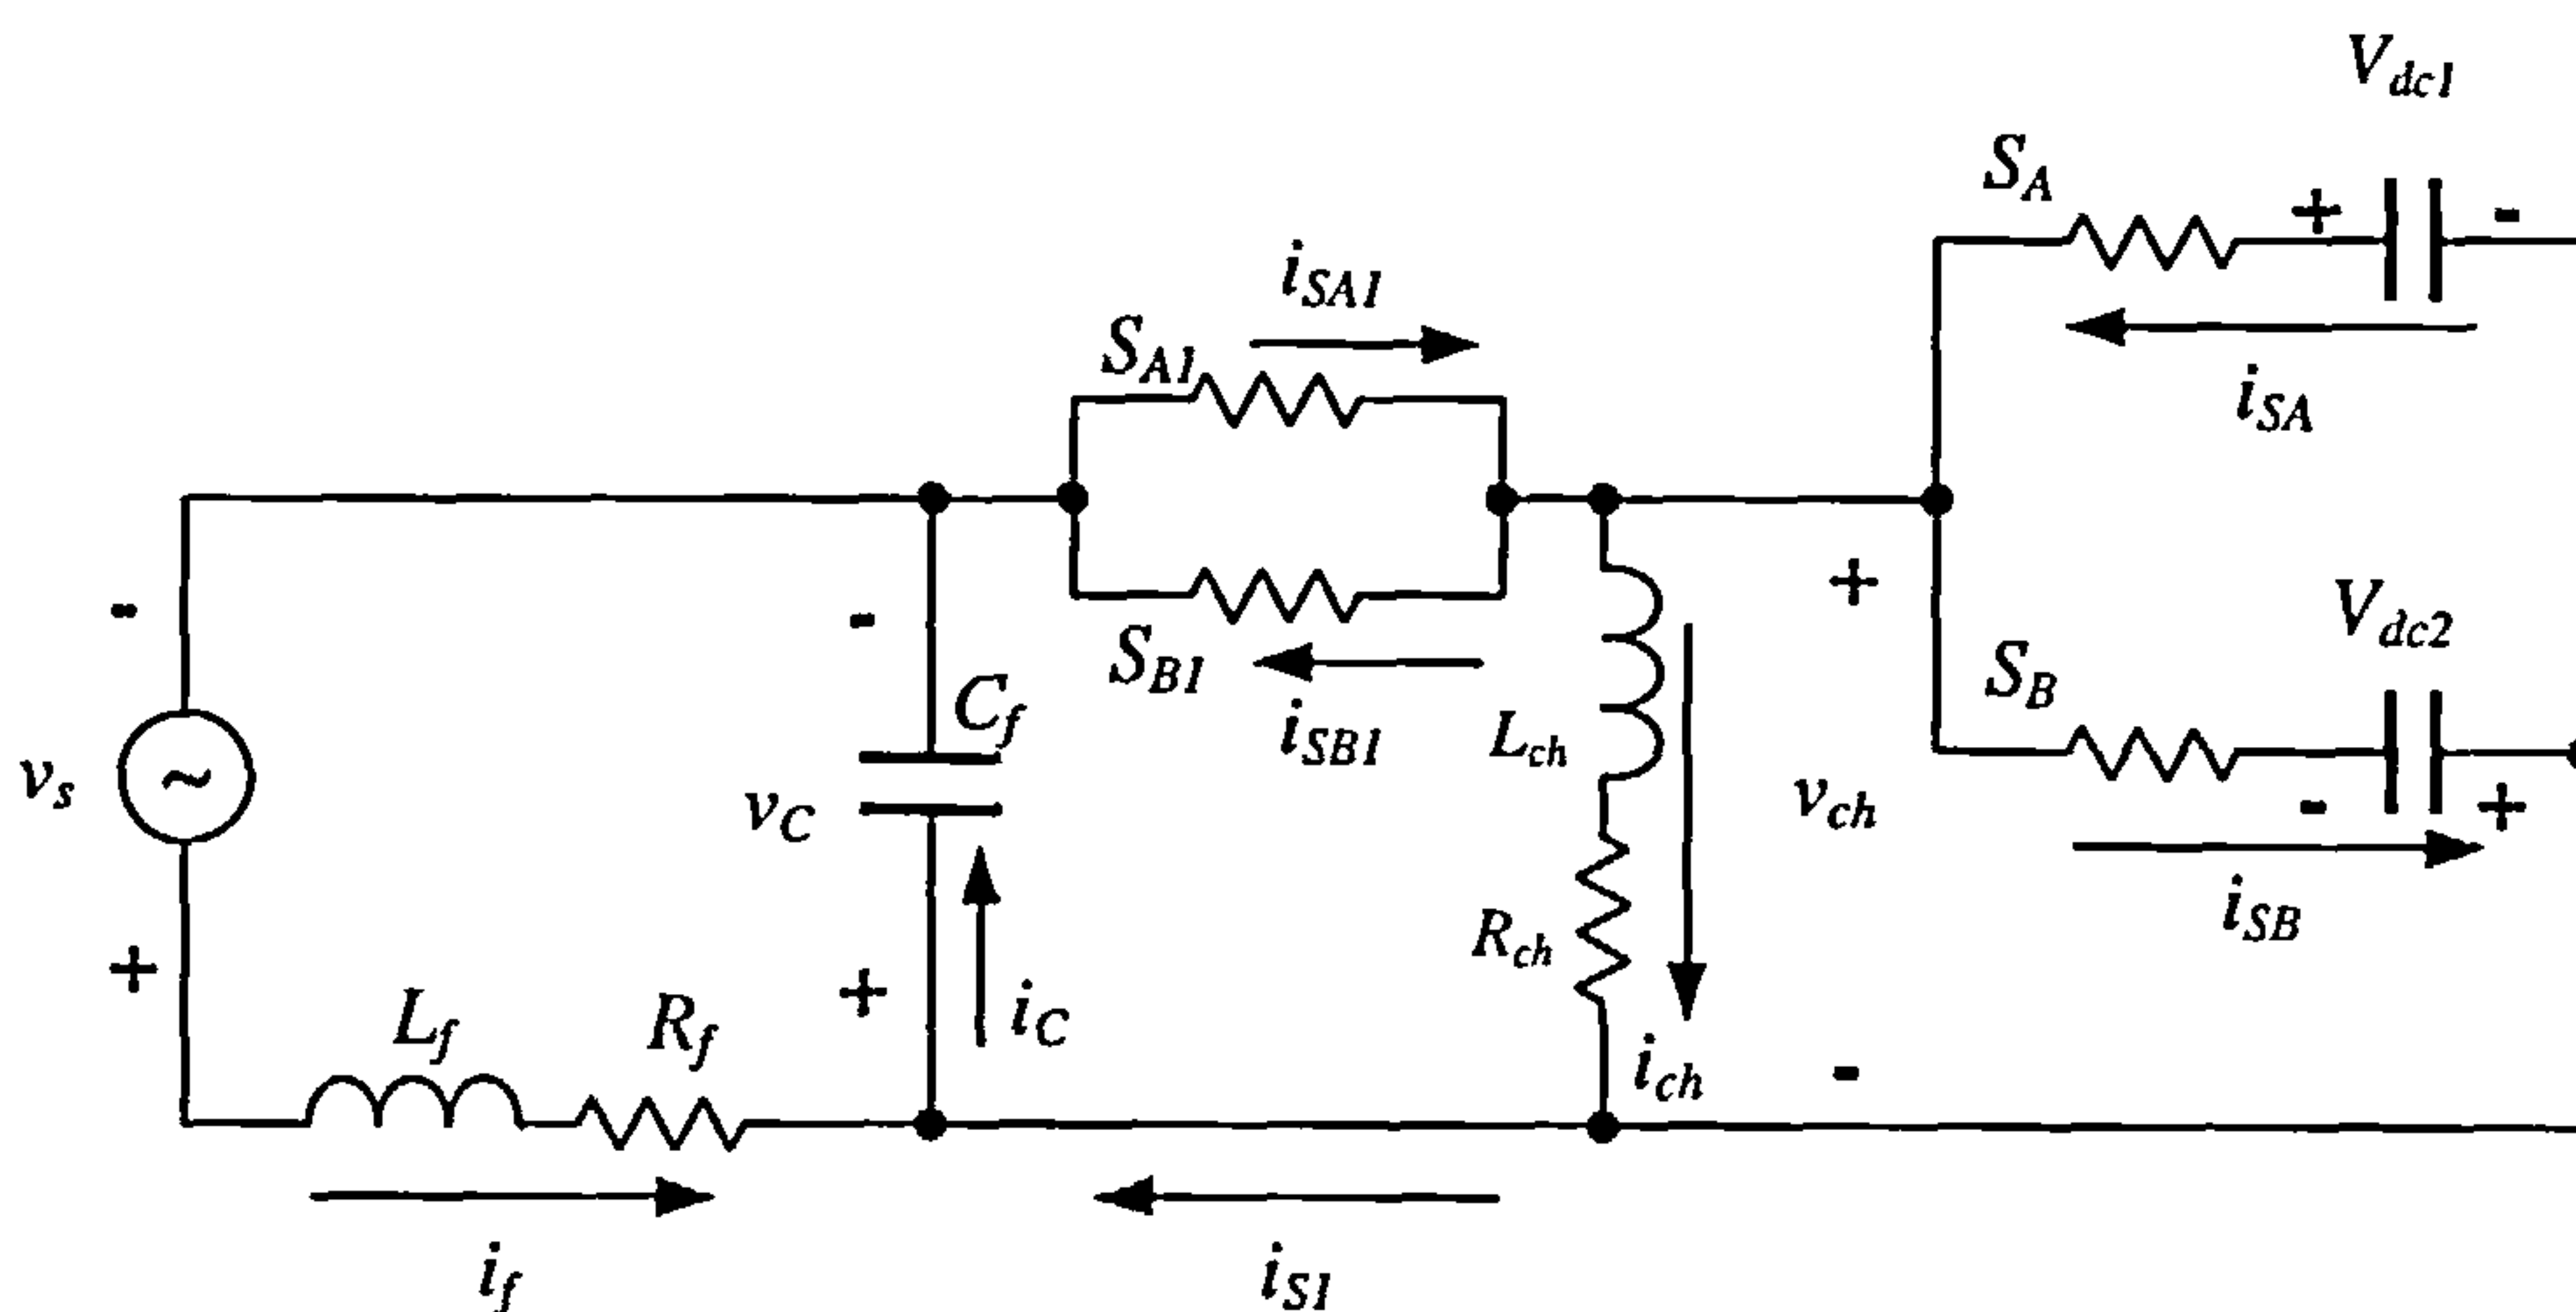 V_dc1
S_A
+
-
i_SA
i_SA1
S_A1
S_B1
i_SB1
-
-
+
V_dc2
S_B
-
+
i_SB
v_s
~
v_C
C_f
L_ch
v_ch
R_ch
+
+
i_C
i_ch
-
L_f
R_f
i_f
i_S1